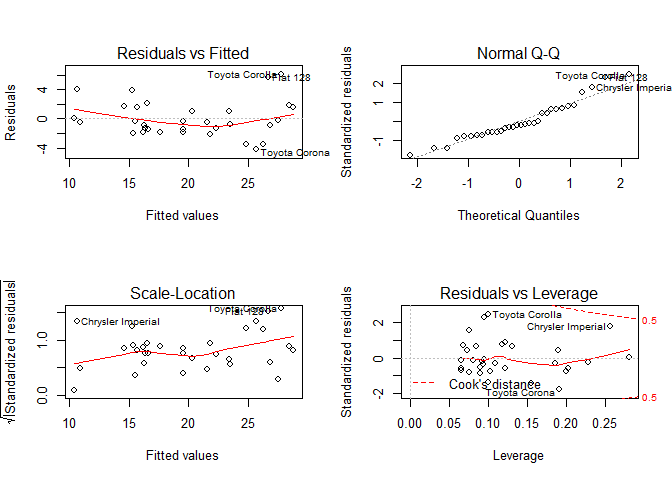 Residuals vs Fitted
Residuals
4
0
-4
Toyota Corolla
Fiat 128
Toyota Corona
10
15
20
25
Fitted values
Normal Q-Q
Standardized residuals
2
1
-1
Toyota Corolla
Fiat 128
Chrysler Imperial
-2
-1
0
1
2
Theoretical Quantiles
Scale-Location
√|Standardized residuals|
1.0
0.0
Toyota Corolla
Fiat 128
Chrysler Imperial
10
15
20
25
Fitted values
Residuals vs Leverage
Standardized residuals
2
0
-2
Toyota Corolla
Chrysler Imperial
Toyota Corona
Cook's distance
0.5
0.5
0.00
0.05
0.10
0.15
0.20
0.25
Leverage